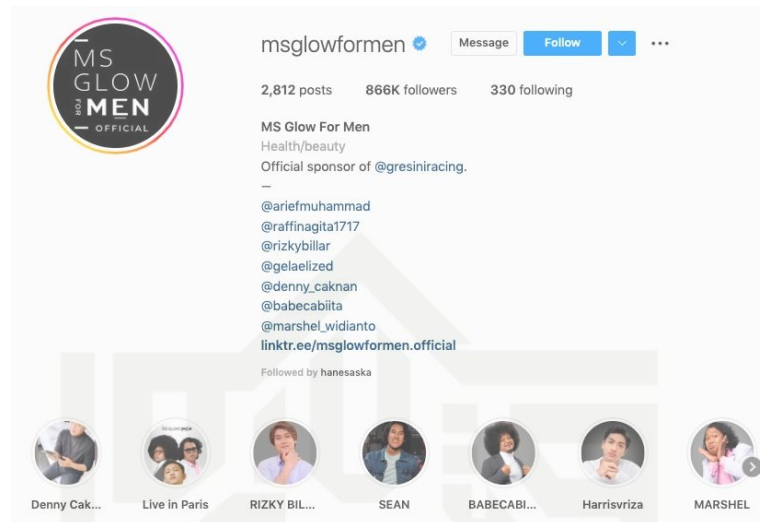 MS
GLOW
FOR MEN
OFFICIAL
msglowformen
Message
Follow
2,812 posts 866K followers 330 following
MS Glow For Men
Health/beauty
Official sponsor of @gresiniracing.
—
@ariefmuhammad
@raffinagita1717
@rizkybillar
@gelaelized
@denny_caknan
@babecabiita
@marshel_widianto
linktr.ee/msglowformen.official
Followed by hanesaska
Denny Cak... Live in Paris RIZKY BIL... SEAN BABECABI... Harrisvriza MARSHEL